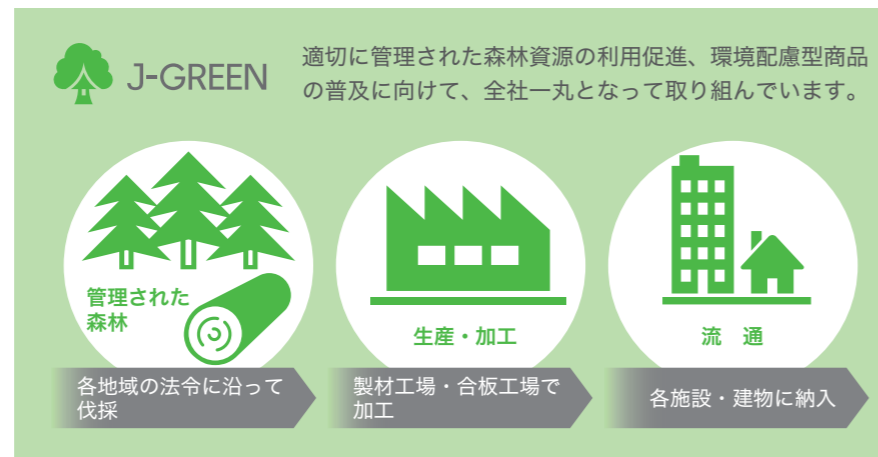 J-GREEN
適切に管理された森林資源の利用促進、環境配慮型商品
の普及に向けて、全社一丸となって取り組んでいます。
管理された
森林
各地域の法令に沿って
伐採
生産・加工
製材工場・合板工場で
加工
流　通
各施設・建物に納入